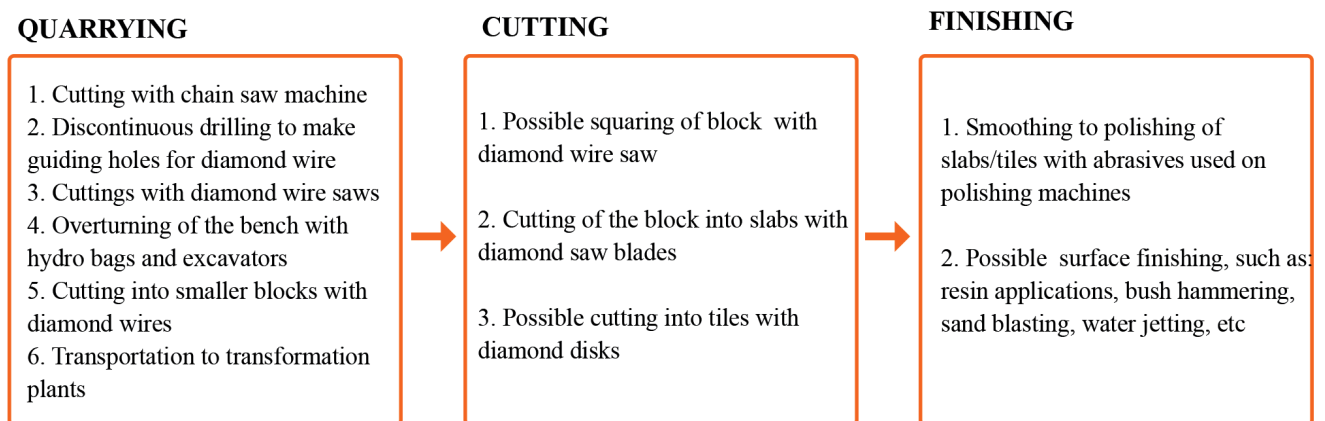 QUARRYING
1. Cutting with chain saw machine
2. Discontinuous drilling to make
guiding holes for diamond wire
3. Cuttings with diamond wire saws
4. Overturning of the bench with
hydro bags and excavators
5. Cutting into smaller blocks with
diamond wires
6. Transportation to transformation
plants
CUTTING
1. Possible squaring of block with
diamond wire saw
2. Cutting of the block into slabs with
diamond saw blades
3. Possible cutting into tiles with
diamond disks
FINISHING
1. Smoothing to polishing of
slabs/tiles with abrasives used on
polishing machines
2. Possible surface finishing, such as:
resin applications, bush hammering,
sand blasting, water jetting, etc